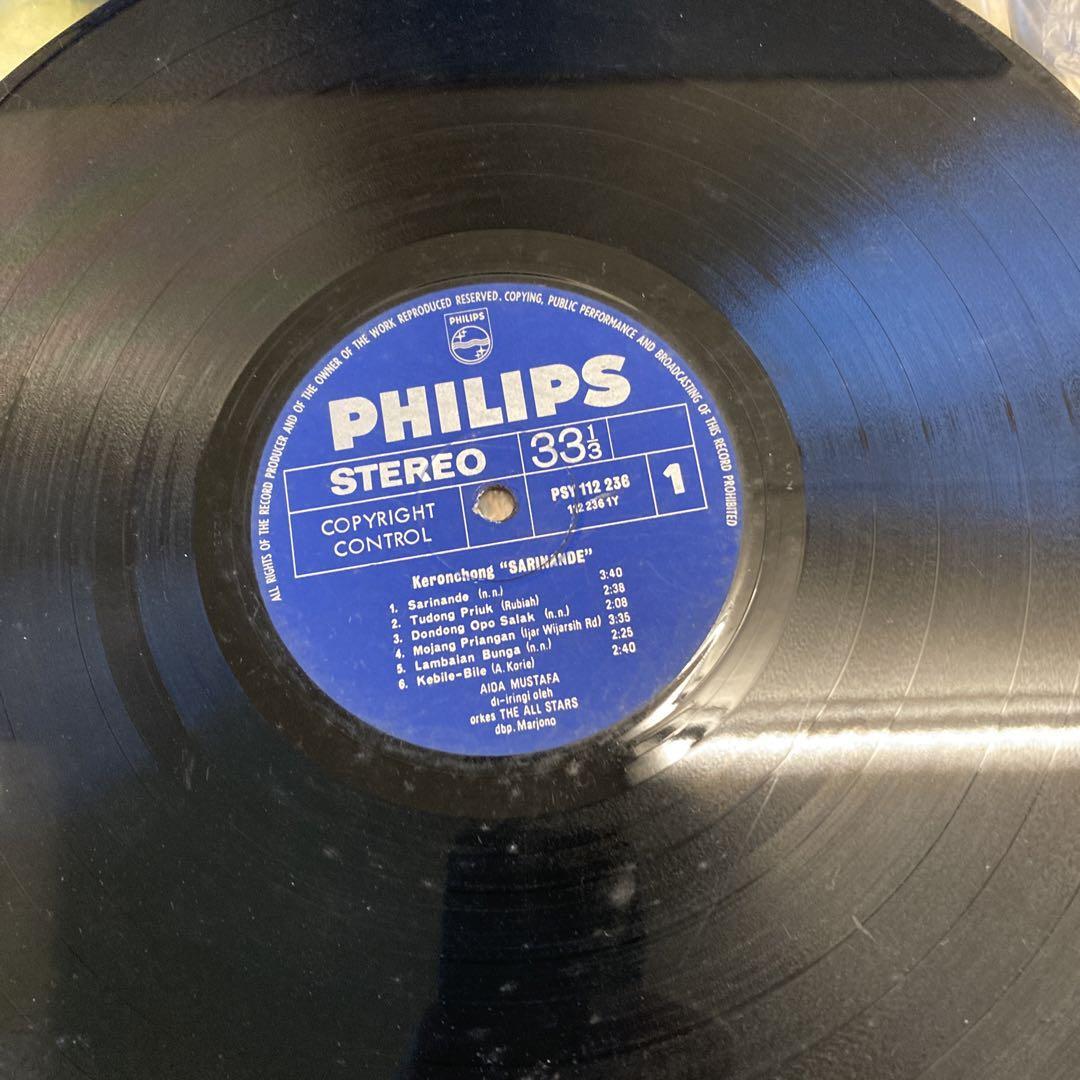 ALL RIGHTS OF THE RECORD PRODUCER AND OF THE OWNER OF THE WORK REPRODUCED RESERVED. COPYING, PUBLIC PERFORMANCE AND BROADCASTING OF THIS RECORD PROHIBITED
PHILIPS
PHILIPS
STEREO 33⅓
COPYRIGHT
CONTROL
PSY 112 236
112 236 1Y
1
Keronchong "SARINANDE"
1. Sarinande (n.n.) 3:40
2. Tudong Priuk (Rubiah) 2:38
3. Dondong Opo Salak (n.n.) 2:08
4. Mojang Priangan (Ijar Wijarsih Rd) 3:35
5. Lambaian Bunga (n.n.) 2:25
6. Kebile-Bile (A. Korie) 2:40
AIDA MUSTAFA
di-iringi oleh
orkes THE ALL STARS
dbp. Marjono